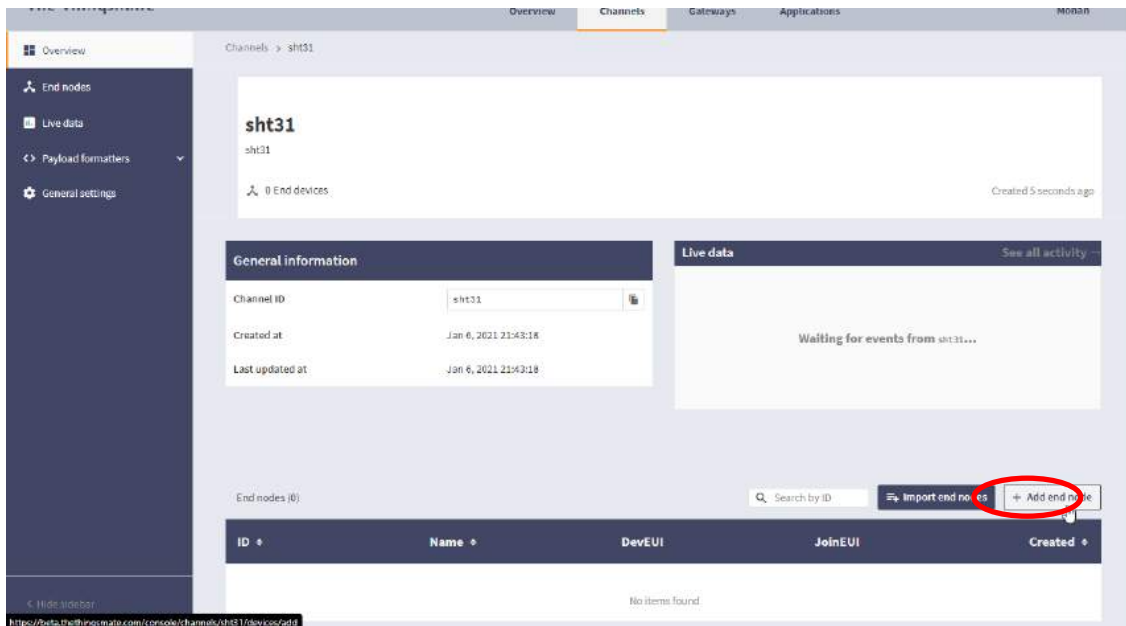 Overview Channels Gateways Applications Mohan
Overview
Channels > sht31
End nodes
Live data
Payload formatters
General settings
sht31
sht31
0 End devices
Created 5 seconds ago
General information
Channel ID sht31
Created at Jan 6, 2021 21:43:18
Last updated at Jan 6, 2021 21:43:18
Live data See all activity →
Waiting for events from sht31...
End nodes (0) Search by ID Import end nodes + Add end node
ID Name DevEUI JoinEUI Created
No items found
< Hide sidebar
https://beta.thethingsmate.com/console/channels/sht31/devices/add